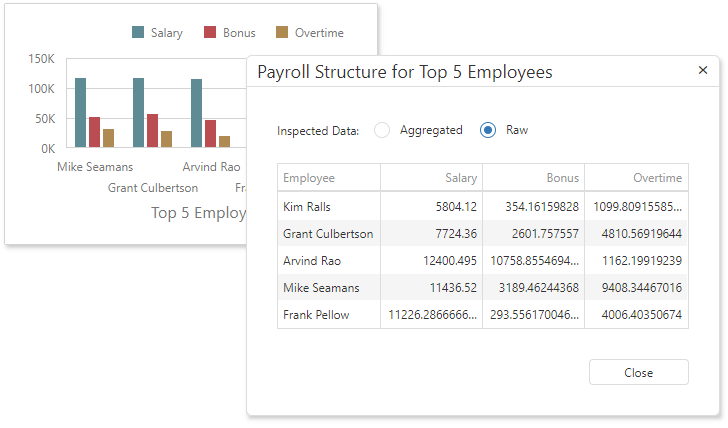 Salary Bonus Overtime
150K
100K
50K
0K
Mike Seamans Arvind Rao
Grant Culbertson Fr
Top 5 Employ
Payroll Structure for Top 5 Employees
Inspected Data: Aggregated Raw
Employee Salary Bonus Overtime
Kim Ralls 5804.12 354.16159828 1099.80915585...
Grant Culbertson 7724.36 2601.757557 4810.56919644
Arvind Rao 12400.495 10758.8554694... 1162.19919239
Mike Seamans 11436.52 3189.46244368 9408.34467016
Frank Pellow 11226.2866666... 293.556170046... 4006.40350674
Close